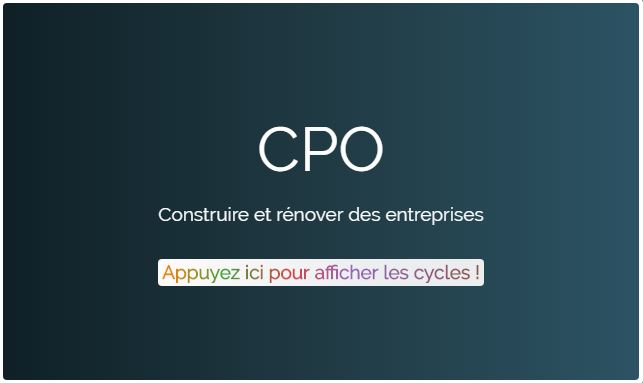 CPO
Construire et rénover des entreprises
Appuyez ici pour afficher les cycles !